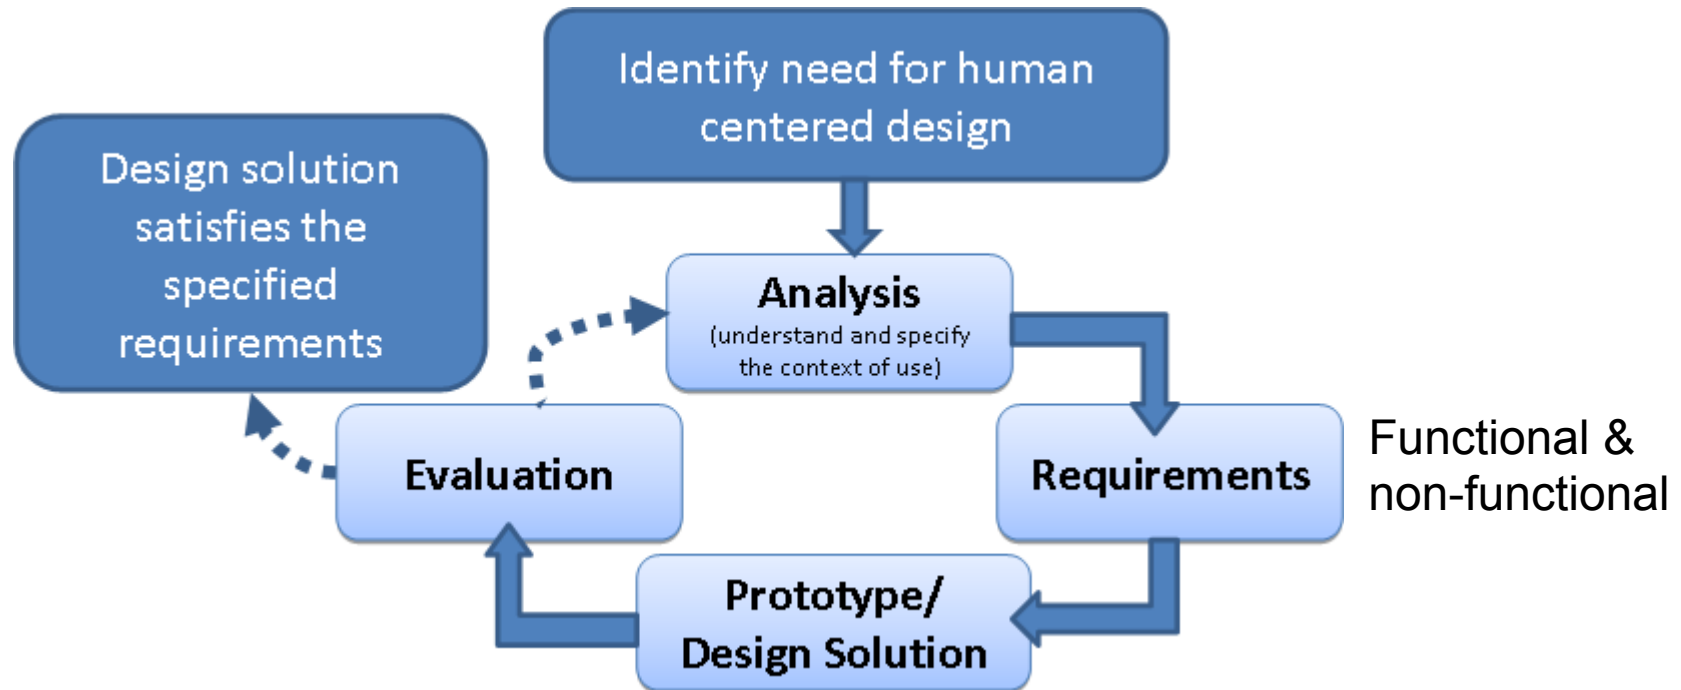 Identify need for human
centered design
Design solution
satisfies the
specified
requirements
Analysis
(understand and specify
the context of use)
Evaluation
Requirements
Functional &
non-functional
Prototype/
Design Solution